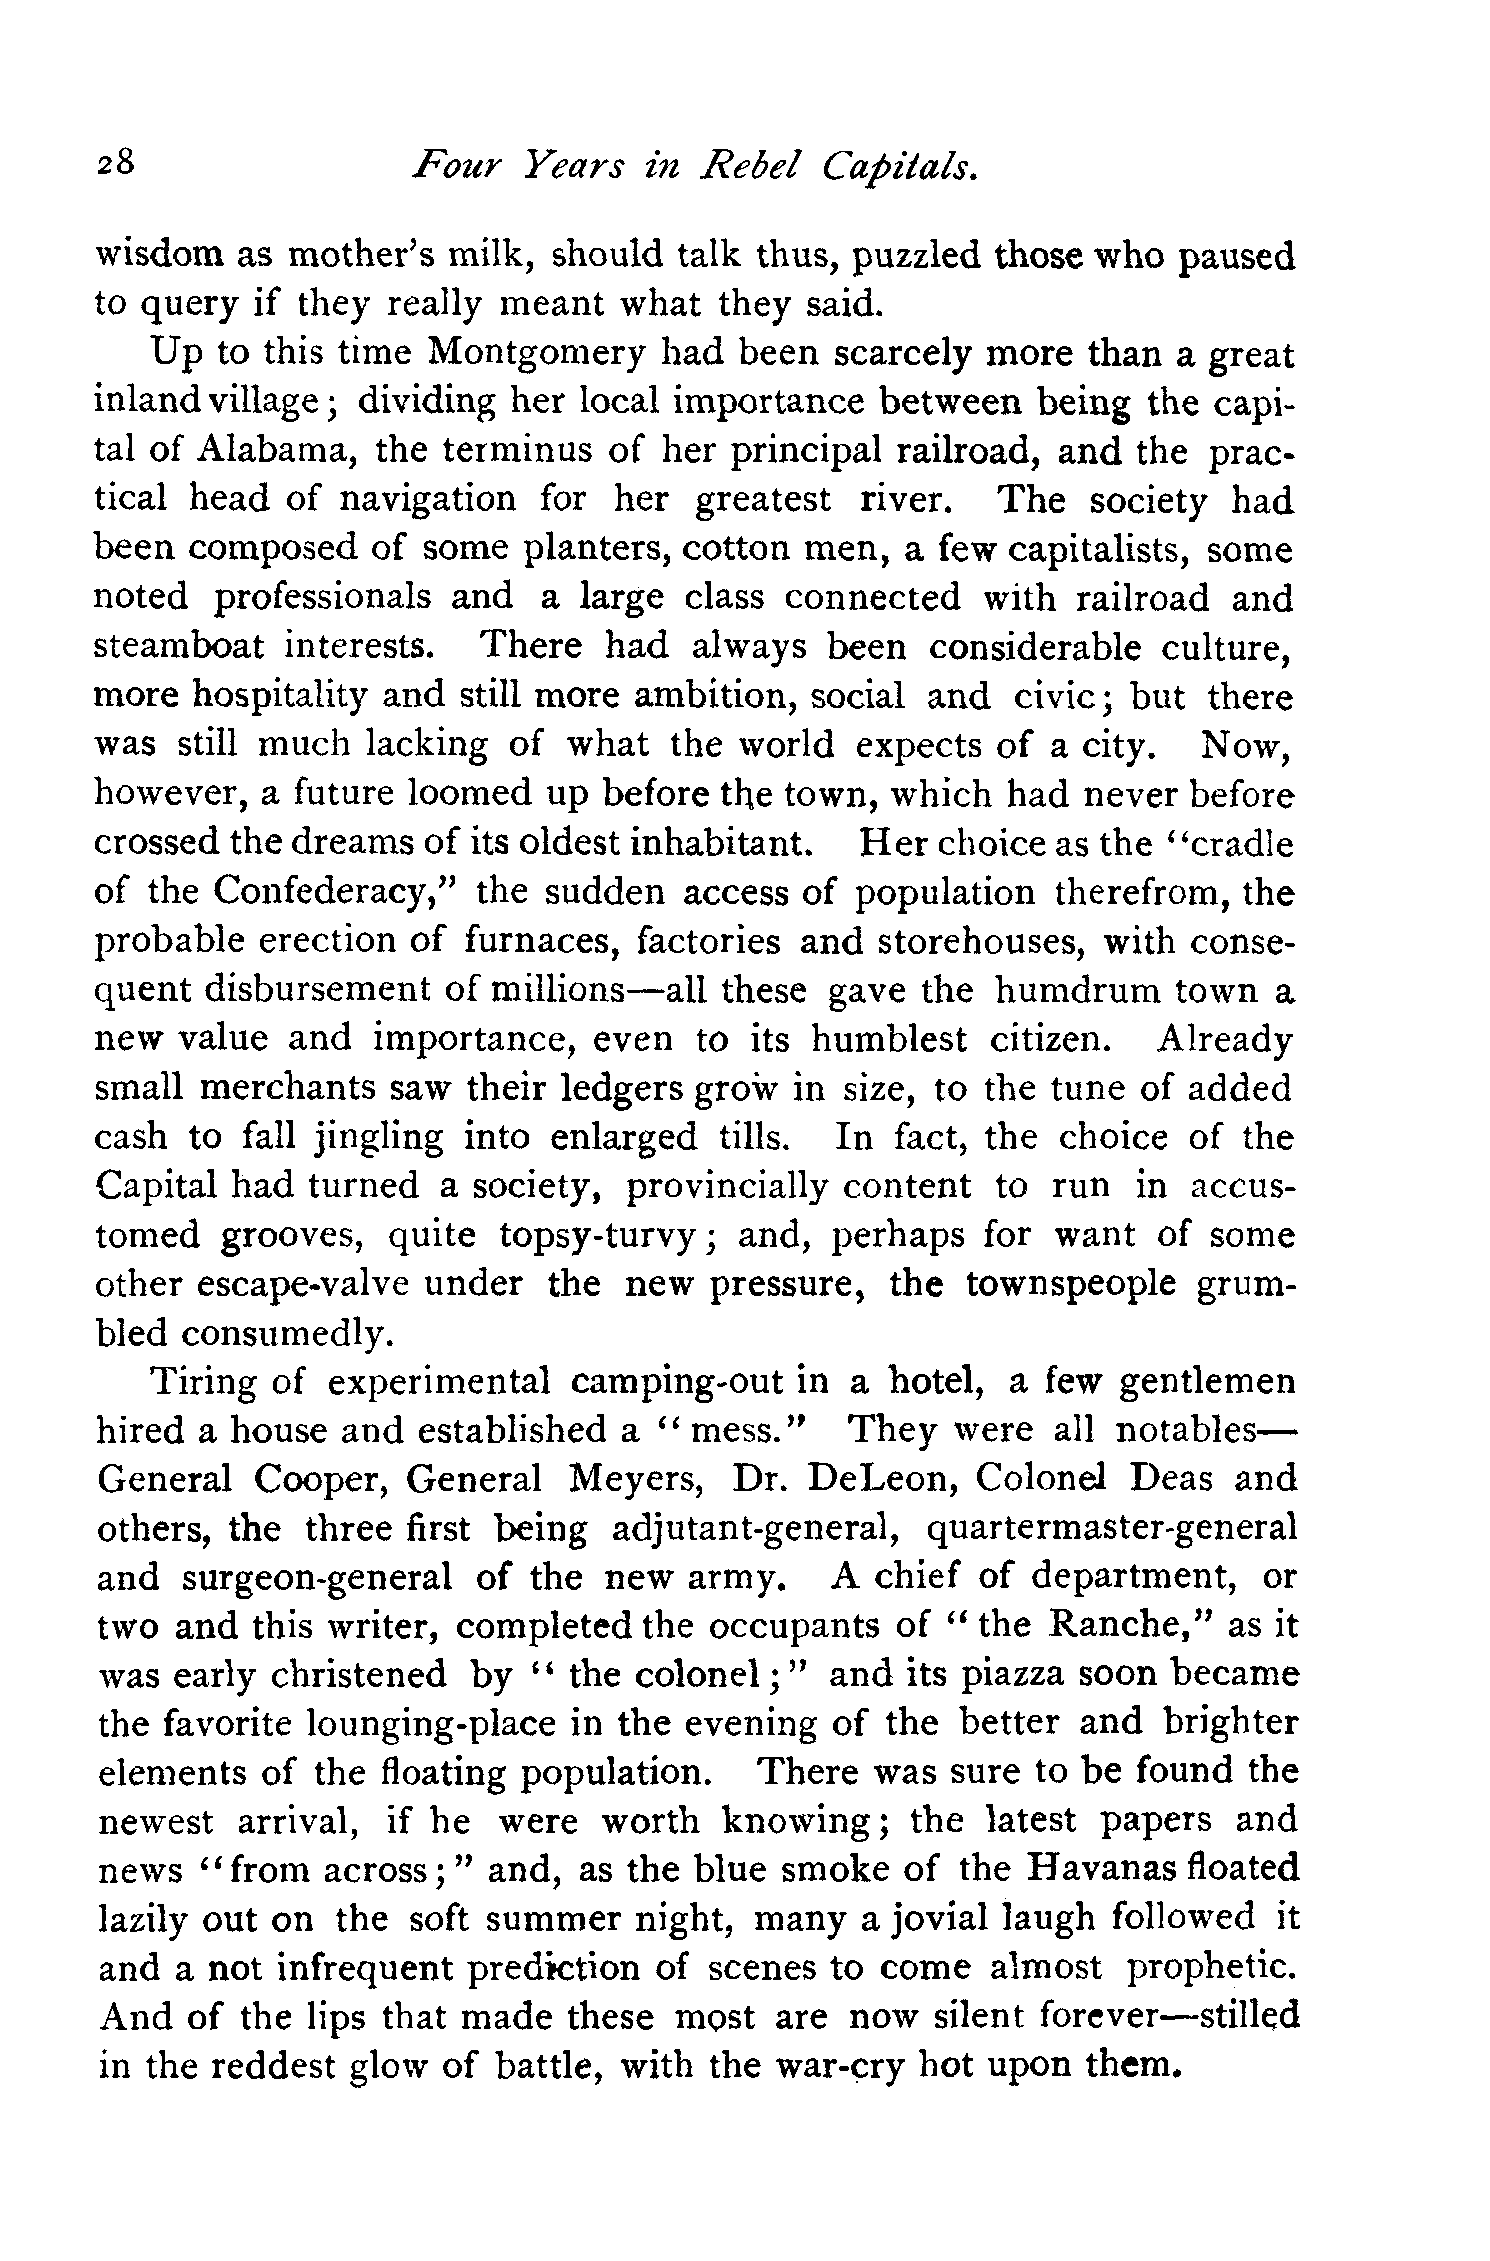 28 Four Years in Rebel Capitals.
wisdom as mother's milk, should talk thus, puzzled those who paused
to query if they really meant what they said.
Up to this time Montgomery had been scarcely more than a great
inland village; dividing her local importance between being the capi-
tal of Alabama, the terminus of her principal railroad, and the prac-
tical head of navigation for her greatest river. The society had
been composed of some planters, cotton men, a few capitalists, some
noted professionals and a large class connected with railroad and
steamboat interests. There had always been considerable culture,
more hospitality and still more ambition, social and civic; but there
was still much lacking of what the world expects of a city. Now,
however, a future loomed up before the town, which had never before
crossed the dreams of its oldest inhabitant. Her choice as the "cradle
of the Confederacy," the sudden access of population therefrom, the
probable erection of furnaces, factories and storehouses, with conse-
quent disbursement of millions—all these gave the humdrum town a
new value and importance, even to its humblest citizen. Already
small merchants saw their ledgers grow in size, to the tune of added
cash to fall jingling into enlarged tills. In fact, the choice of the
Capital had turned a society, provincially content to run in accus-
tomed grooves, quite topsy-turvy; and, perhaps for want of some
other escape-valve under the new pressure, the townspeople grum-
bled consumedly.
Tiring of experimental camping-out in a hotel, a few gentlemen
hired a house and established a "mess." They were all notables—
General Cooper, General Meyers, Dr. DeLeon, Colonel Deas and
others, the three first being adjutant-general, quartermaster-general
and surgeon-general of the new army. A chief of department, or
two and this writer, completed the occupants of "the Ranche," as it
was early christened by "the colonel;" and its piazza soon became
the favorite lounging-place in the evening of the better and brighter
elements of the floating population. There was sure to be found the
newest arrival, if he were worth knowing; the latest papers and
news "from across;" and, as the blue smoke of the Havanas floated
lazily out on the soft summer night, many a jovial laugh followed it
and a not infrequent prediction of scenes to come almost prophetic.
And of the lips that made these most are now silent forever—stilled
in the reddest glow of battle, with the war-cry hot upon them.